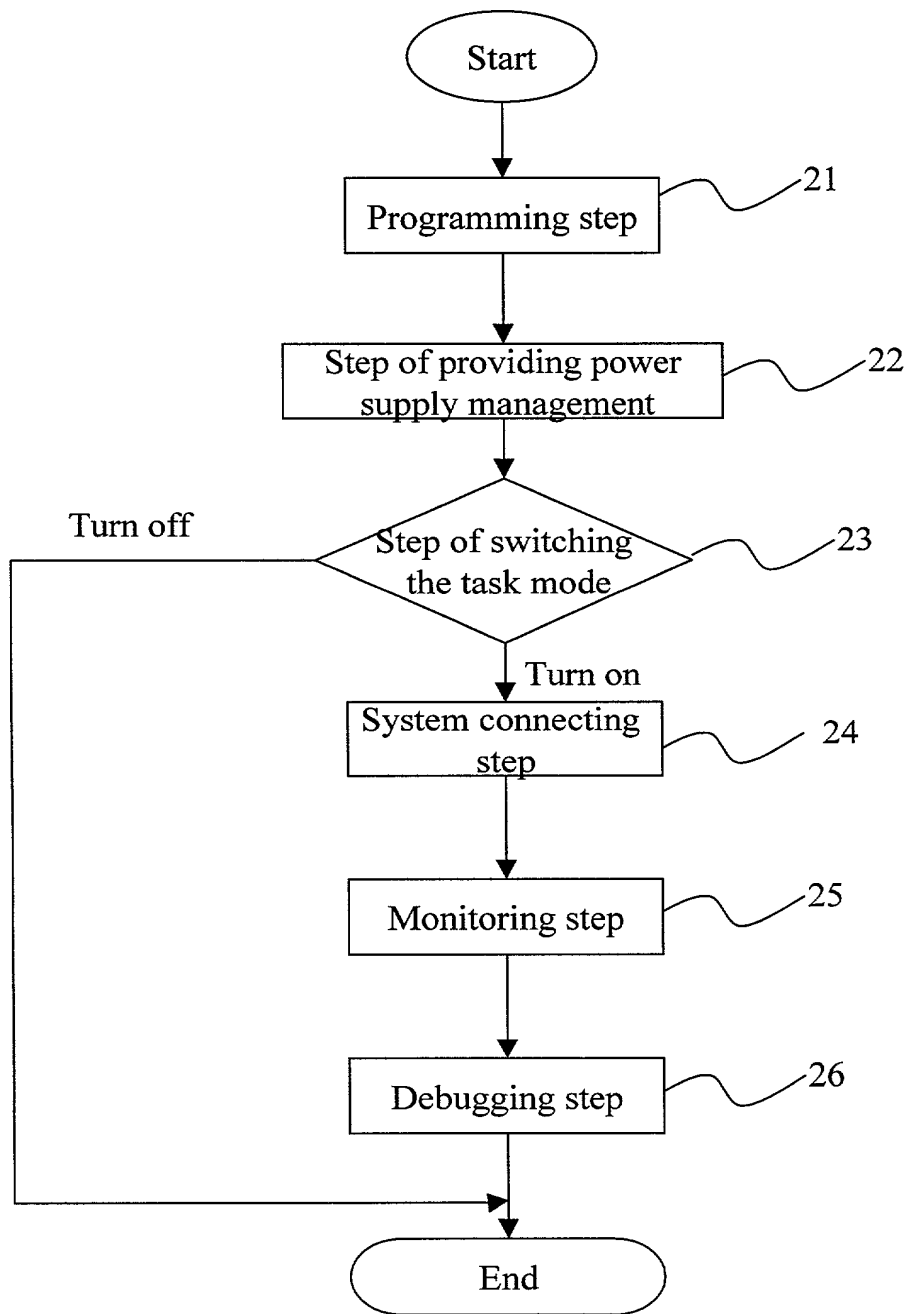 Start
21
Programming step
22
Step of providing power
supply management
Turn off
23
Step of switching
the task mode
Turn on
System connecting
step
24
25
Monitoring step
26
Debugging step
End